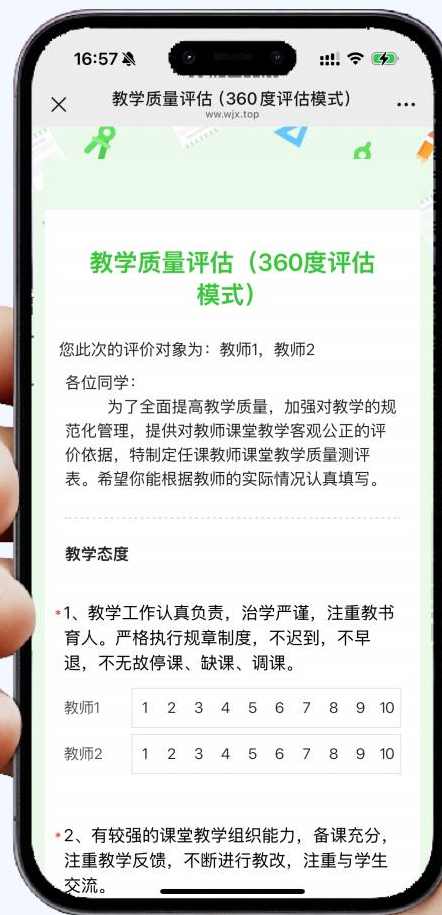 16:57
教学质量评估（360度评估模式）
ww.wjx.top
教学质量评估（360度评估
模式）
您此次的评价对象为：教师1，教师2
各位同学：
为了全面提高教学质量，加强对教学的规
范化管理，提供对教师课堂教学客观公正的评
价依据，特制定任课教师课堂教学质量测评
表。希望你能根据教师的实际情况认真填写。
教学态度
*1、教学工作认真负责，治学严谨，注重教书
育人。严格执行规章制度，不迟到，不早
退，不无故停课、缺课、调课。
教师1 1 2 3 4 5 6 7 8 9 10
教师2 1 2 3 4 5 6 7 8 9 10
*2、有较强的课堂教学组织能力，备课充分，
注重教学反馈，不断进行教改，注重与学生
交流。